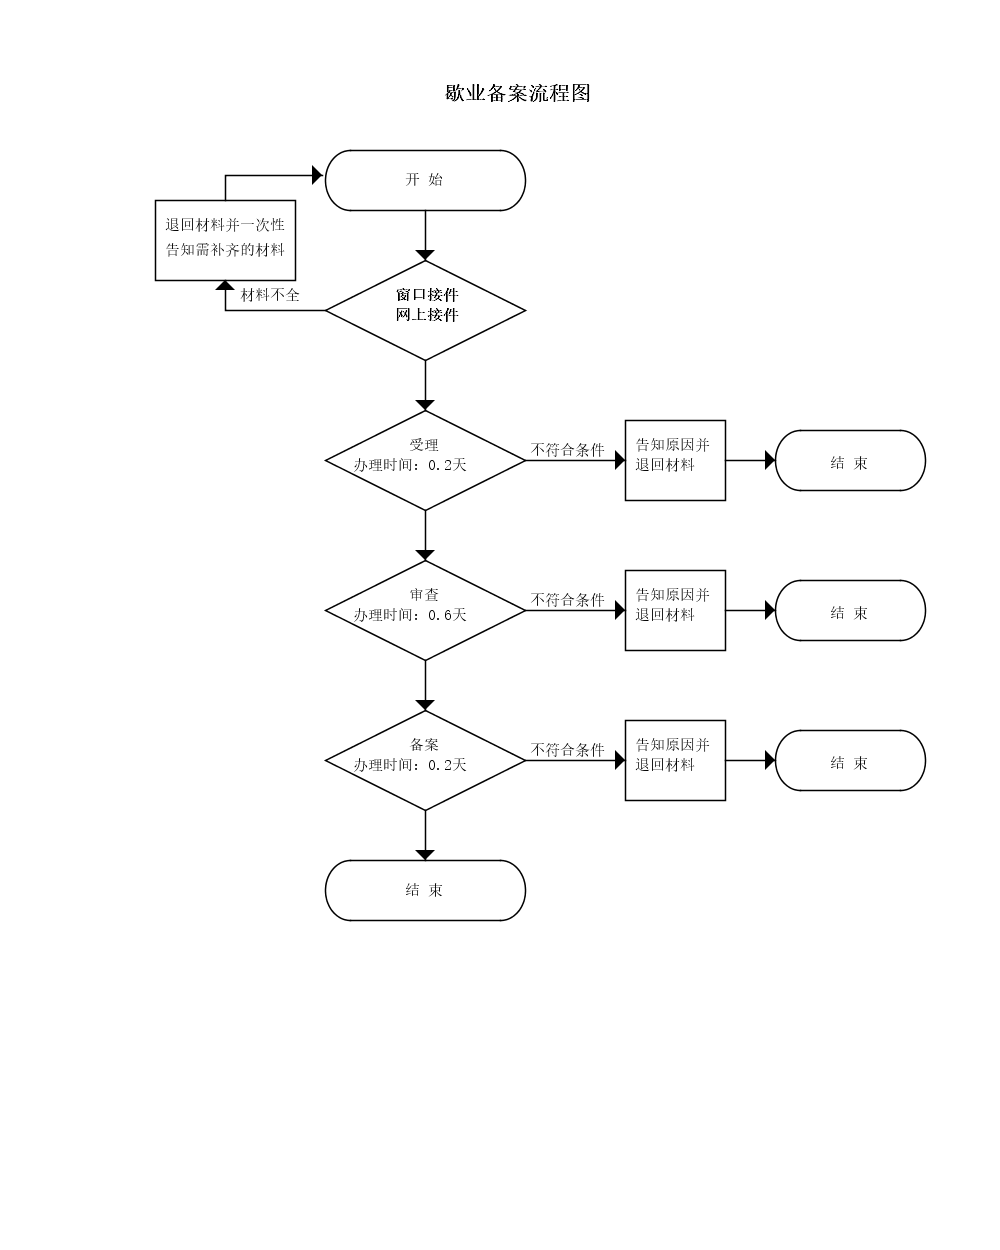 歇业备案流程图
开 始
退回材料并一次性
告知需补齐的材料
材料不全
窗口接件
网上接件
受理
办理时间：0.2天
不符合条件
告知原因并
退回材料
结 束
审查
办理时间：0.6天
不符合条件
告知原因并
退回材料
结 束
备案
办理时间：0.2天
不符合条件
告知原因并
退回材料
结 束
结 束